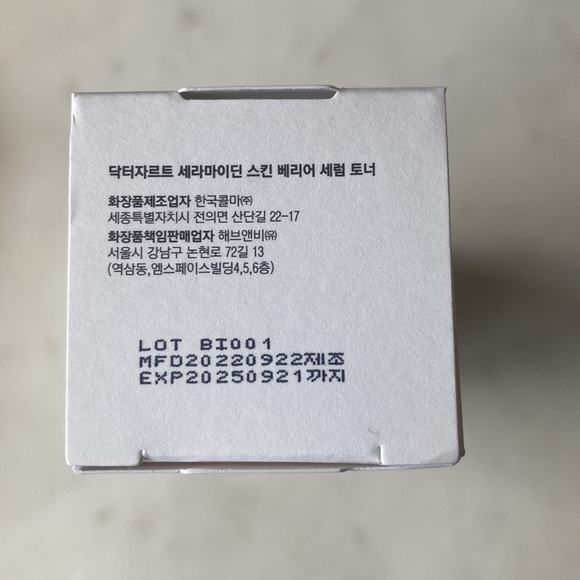 닥터자르트 세라마이딘 스킨 베리어 세럼 토너
화장품제조업자 한국콜마㈜
세종특별자치시 전의면 산단길 22-17
화장품책임판매업자 해브앤비㈲
서울시 강남구 논현로 72길 13
(역삼동,엠스페이스빌딩4,5,6층)
LOT BI001
MFD20220922제조
EXP20250921까지